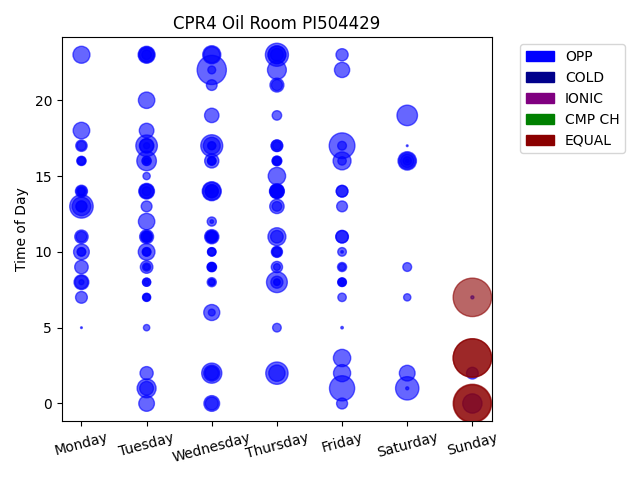 CPR4 Oil Room PI504429
OPP
COLD
IONIC
CMP CH
EQUAL
Time of Day
20
15
10
5
0
Monday
Tuesday
Wednesday
Thursday
Friday
Saturday
Sunday